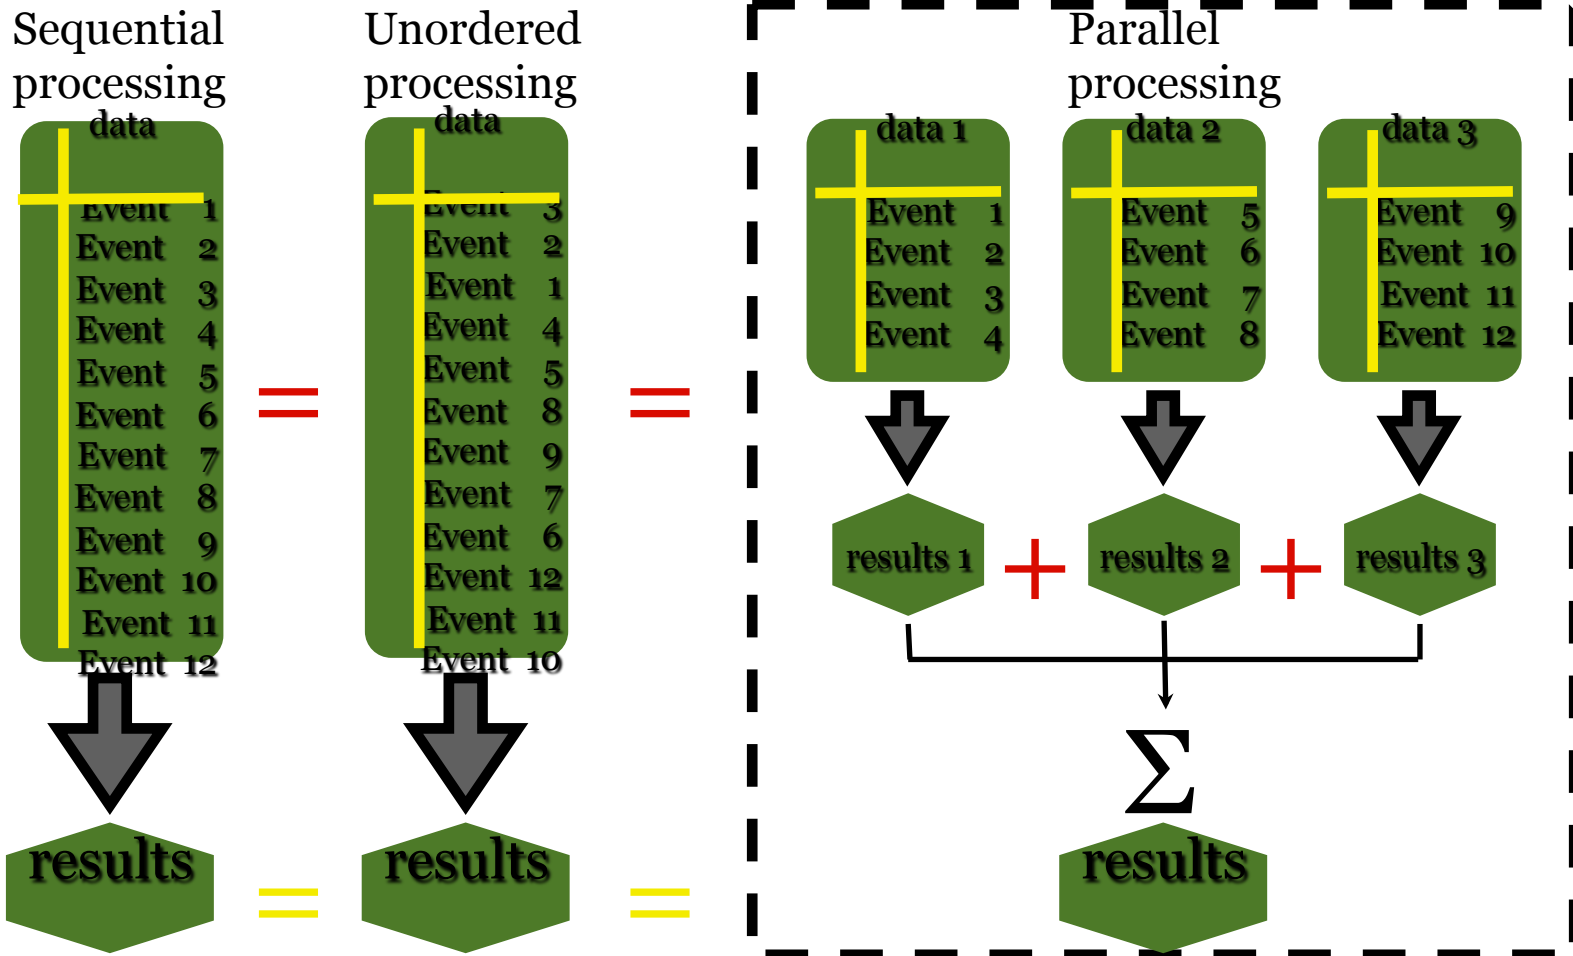 Sequential
processing
data
Event 1
Event 2
Event 3
Event 4
Event 5
Event 6
Event 7
Event 8
Event 9
Event 10
Event 11
Event 12
results
=
=
Unordered
processing
data
Event 3
Event 2
Event 1
Event 4
Event 5
Event 8
Event 9
Event 7
Event 6
Event 12
Event 11
Event 10
results
=
=
Parallel
processing
data 1
Event 1
Event 2
Event 3
Event 4
data 2
Event 5
Event 6
Event 7
Event 8
data 3
Event 9
Event 10
Event 11
Event 12
results 1 + results 2 + results 3
Σ
results